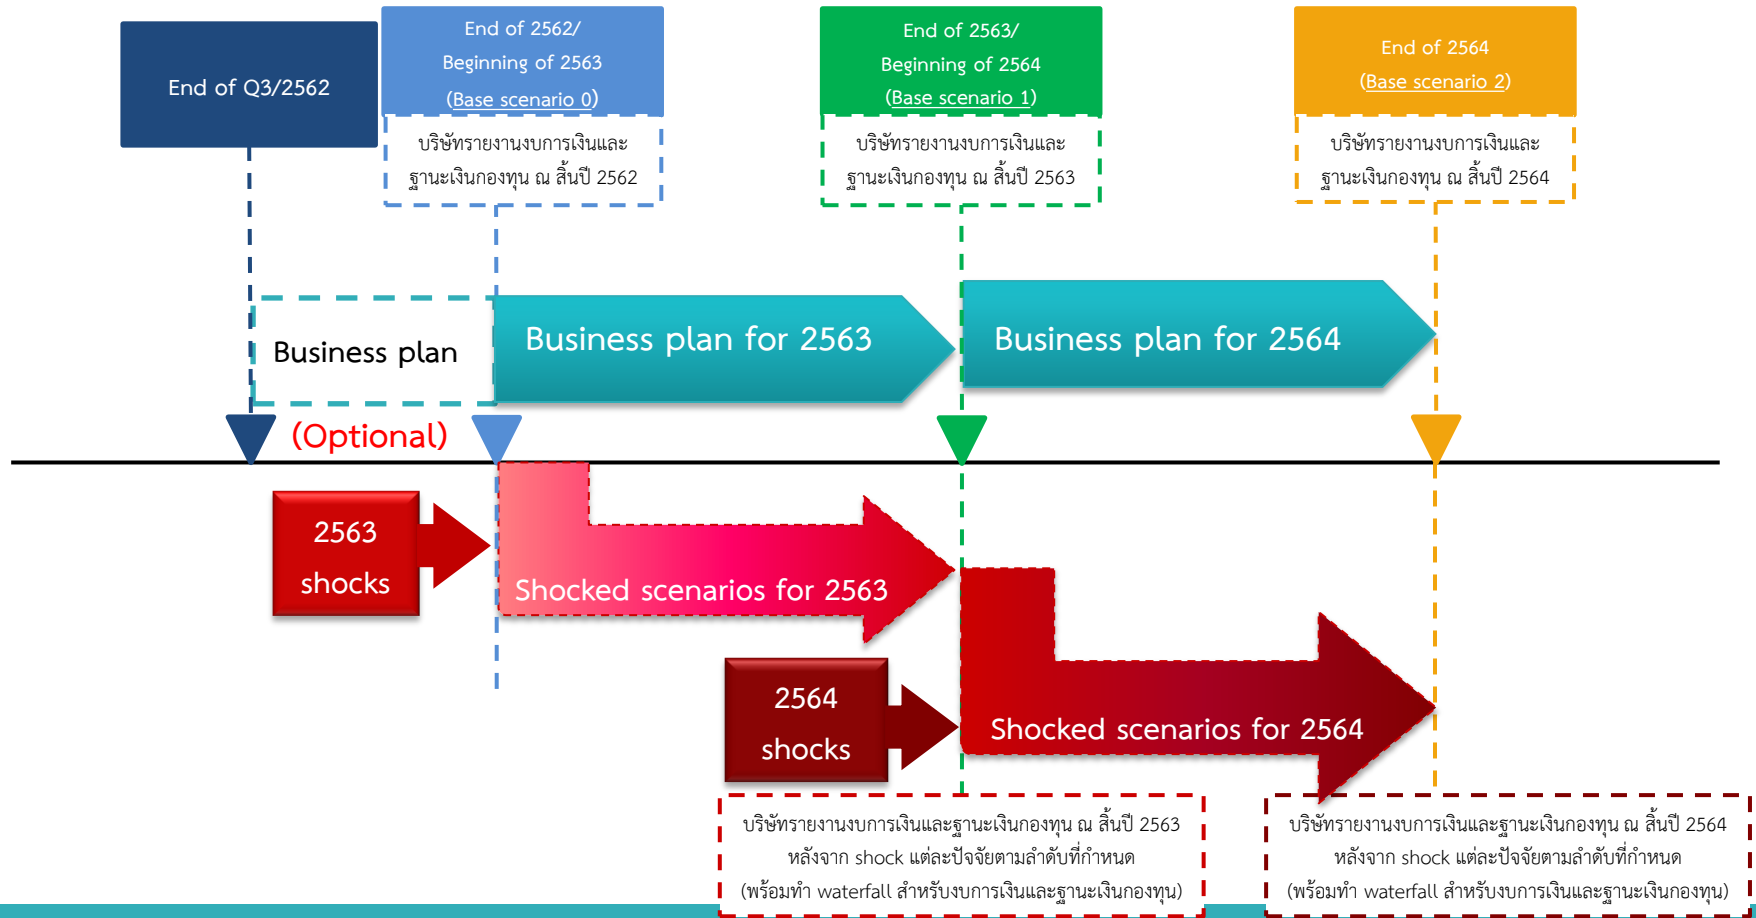 End of Q3/2562
End of 2562/
Beginning of 2563
(Base scenario 0)
บริษัทรายงานงบการเงินและ
ฐานะเงินกองทุน ณ สิ้นปี 2562
End of 2563/
Beginning of 2564
(Base scenario 1)
บริษัทรายงานงบการเงินและ
ฐานะเงินกองทุน ณ สิ้นปี 2563
End of 2564
(Base scenario 2)
บริษัทรายงานงบการเงินและ
ฐานะเงินกองทุน ณ สิ้นปี 2564
Business plan
(Optional)
Business plan for 2563
Business plan for 2564
2563
shocks
Shocked scenarios for 2563
2564
shocks
Shocked scenarios for 2564
บริษัทรายงานงบการเงินและฐานะเงินกองทุน ณ สิ้นปี 2563
หลังจาก shock แต่ละปัจจัยตามลำดับที่กำหนด
(พร้อมทำ waterfall สำหรับงบการเงินและฐานะเงินกองทุน)
บริษัทรายงานงบการเงินและฐานะเงินกองทุน ณ สิ้นปี 2564
หลังจาก shock แต่ละปัจจัยตามลำดับที่กำหนด
(พร้อมทำ waterfall สำหรับงบการเงินและฐานะเงินกองทุน)